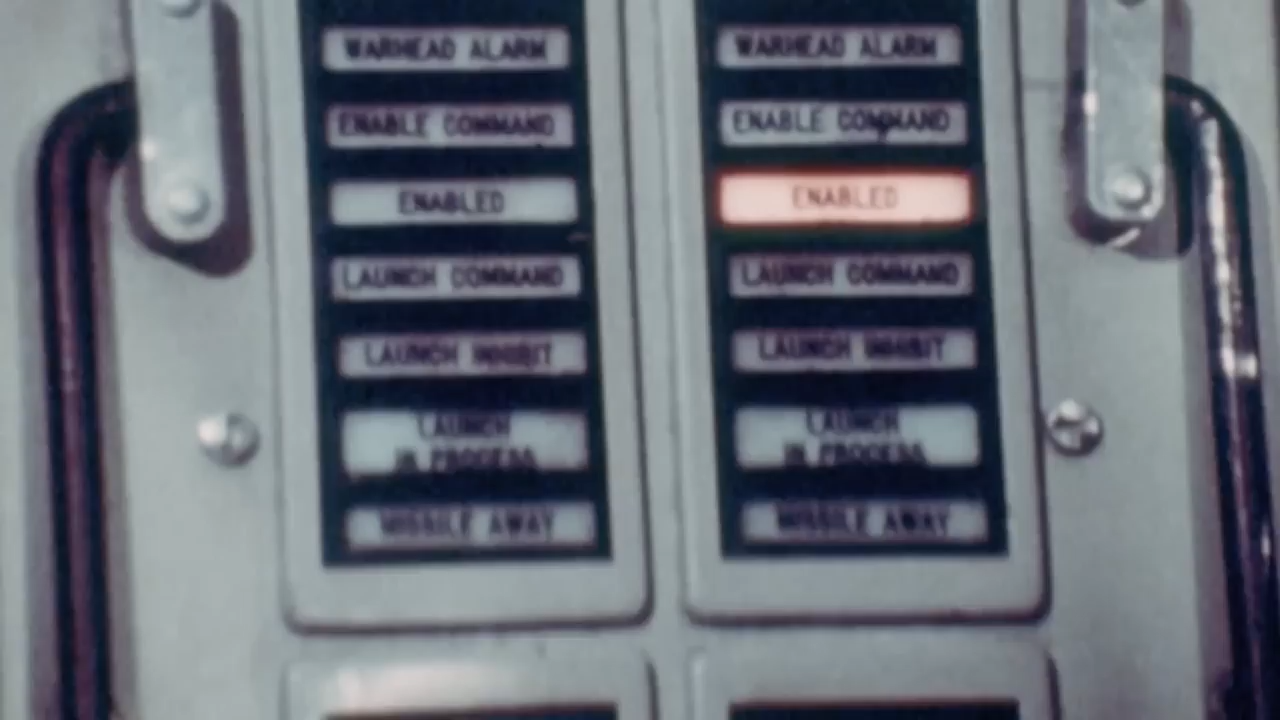 WARHEAD ALARM
ENABLE COMMAND
ENABLED
LAUNCH COMMAND
LAUNCH INHIBIT
LAUNCH
IN PROCESS
MISSILE AWAY
WARHEAD ALARM
ENABLE COMMAND
ENABLED
LAUNCH COMMAND
LAUNCH INHIBIT
LAUNCH
IN PROCESS
MISSILE AWAY